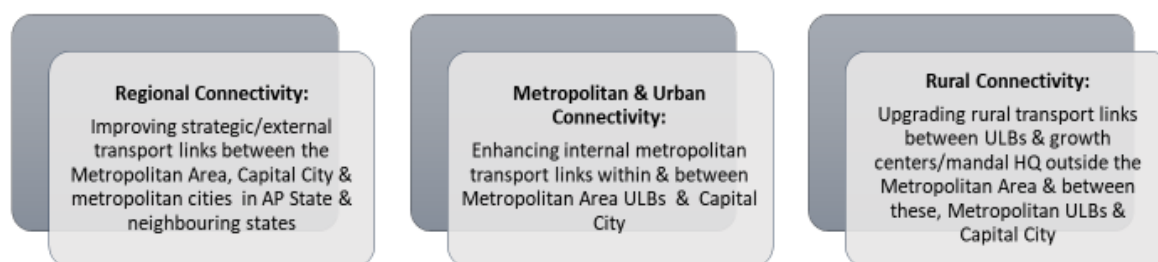 Regional Connectivity:
Improving strategic/external
transport links between the
Metropolitan Area, Capital City &
metropolitan cities in AP State &
neighbouring states
Metropolitan & Urban
Connectivity:
Enhancing internal metropolitan
transport links within & between
Metropolitan Area ULBs & Capital
City
Rural Connectivity:
Upgrading rural transport links
between ULBs & growth
centers/mandal HQ outside the
Metropolitan Area & between
these, Metropolitan ULBs &
Capital City